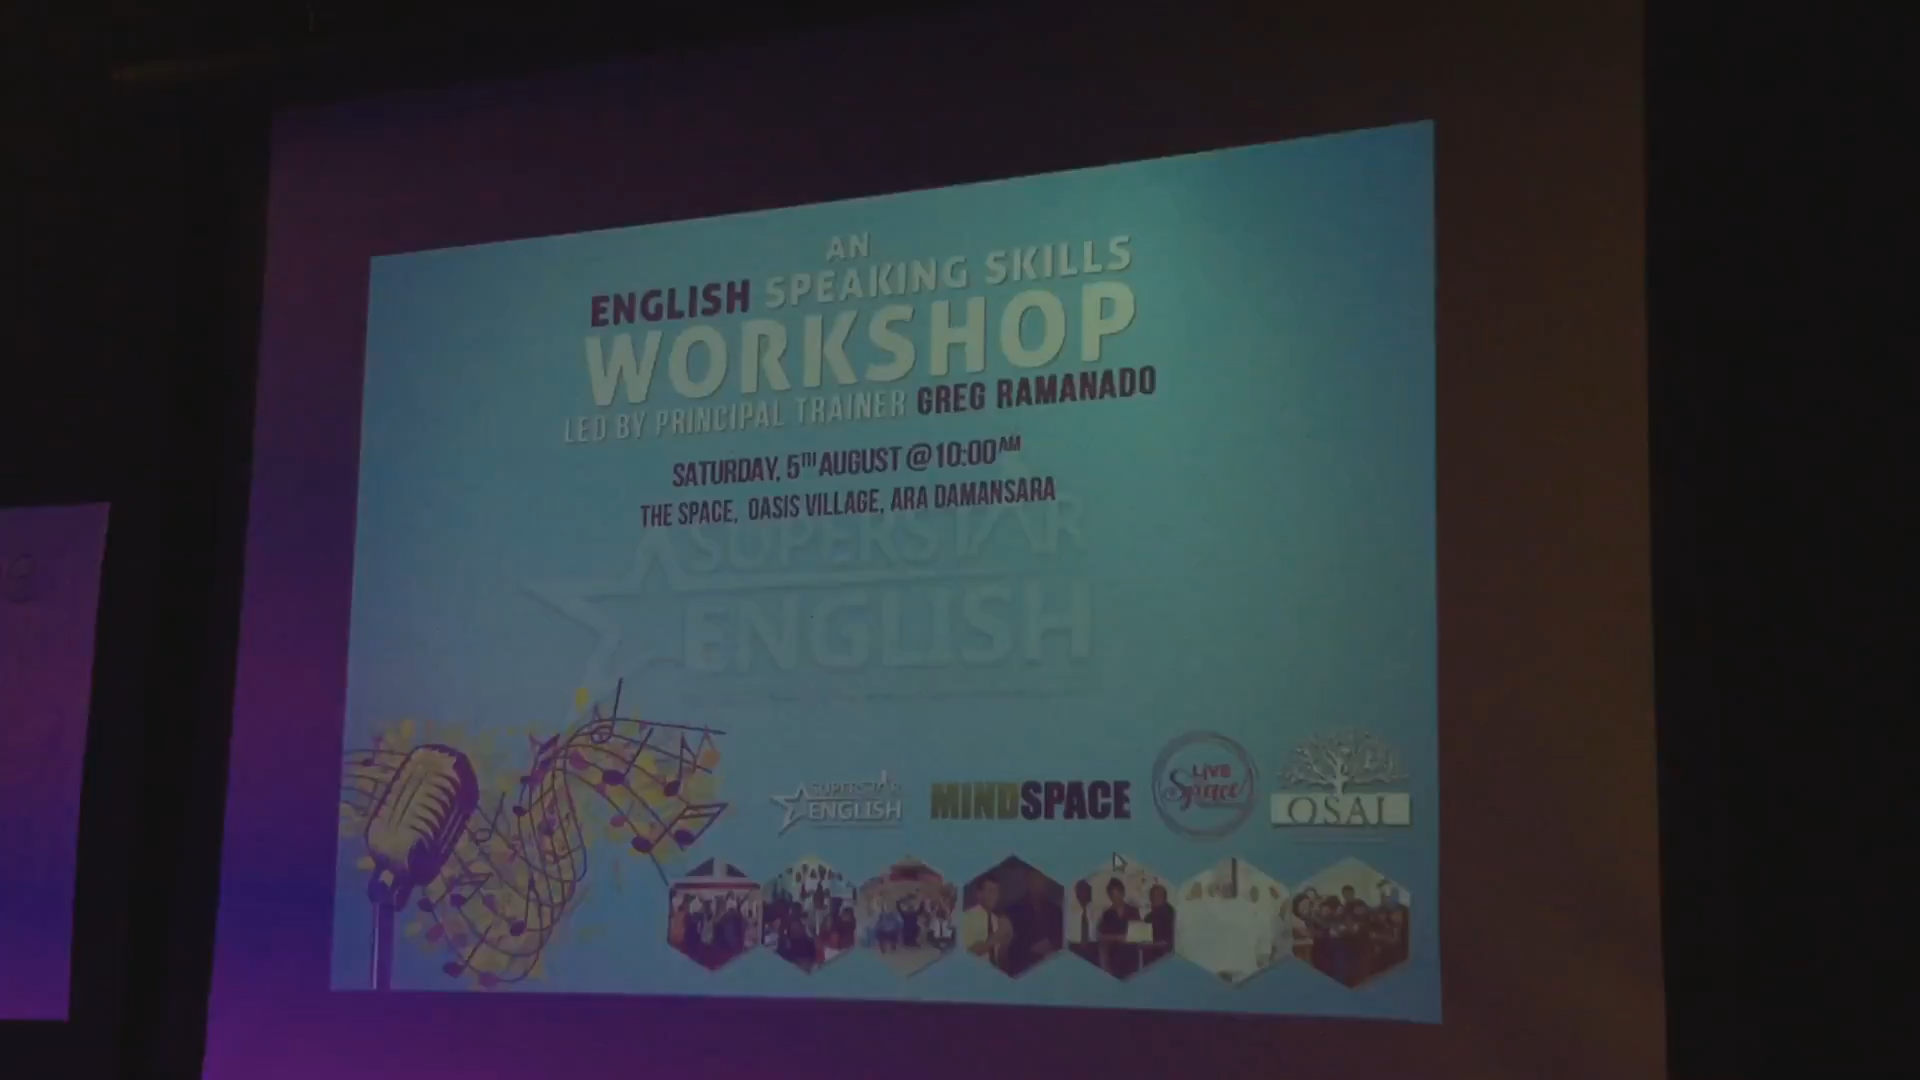 AN
ENGLISH SPEAKING SKILLS
WORKSHOP
LED BY PRINCIPAL TRAINER GREG RAMANADO
SATURDAY, 5TH AUGUST @ 10:00AM
THE SPACE, OASIS VILLAGE, ARA DAMANSARA
SUPERSTAR
ENGLISH
SUPERSTAR
ENGLISH
MINDSPACE
LIVE
Space
OSAI